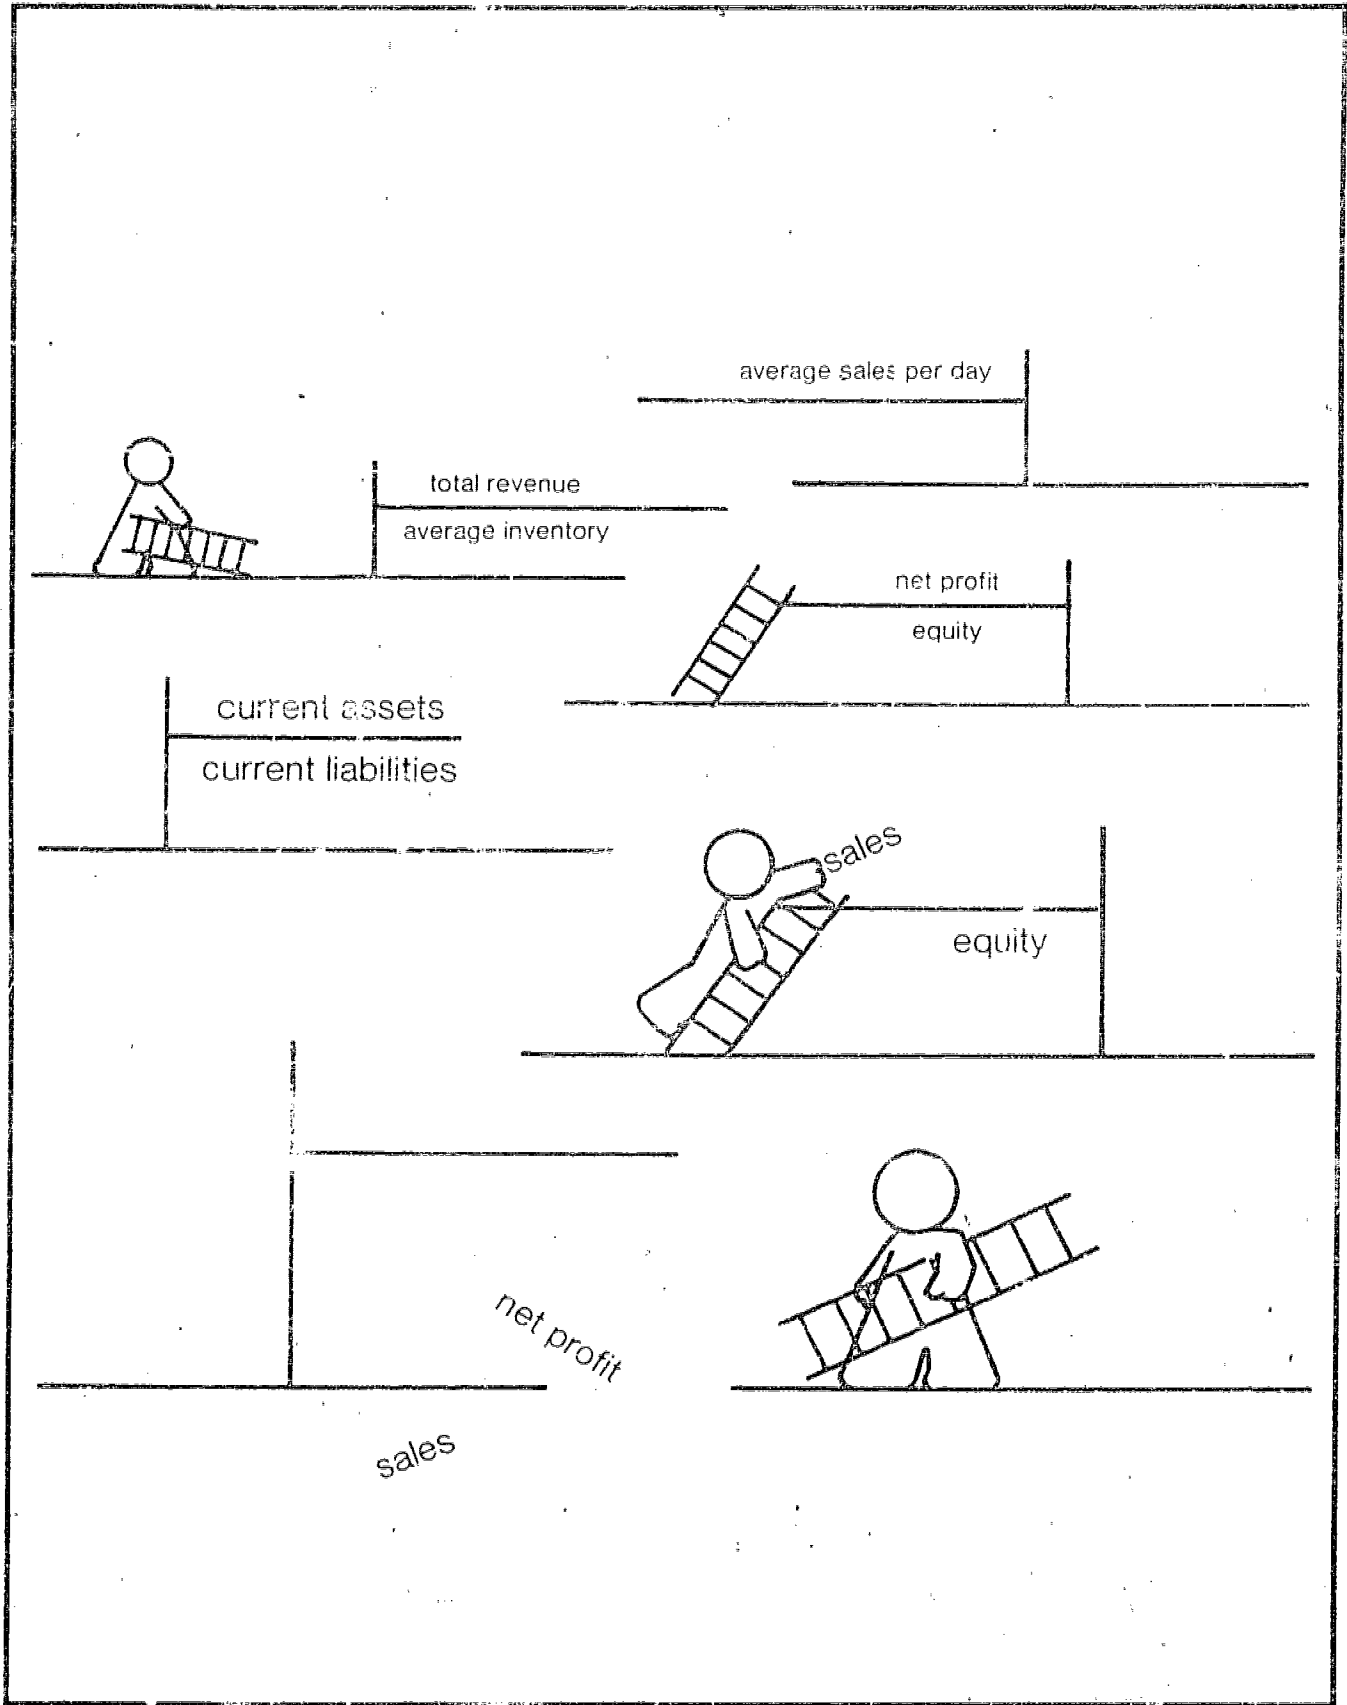 average sales per day
total revenue
average inventory
net profit
equity
current assets
current liabilities
sales
equity
net profit
sales